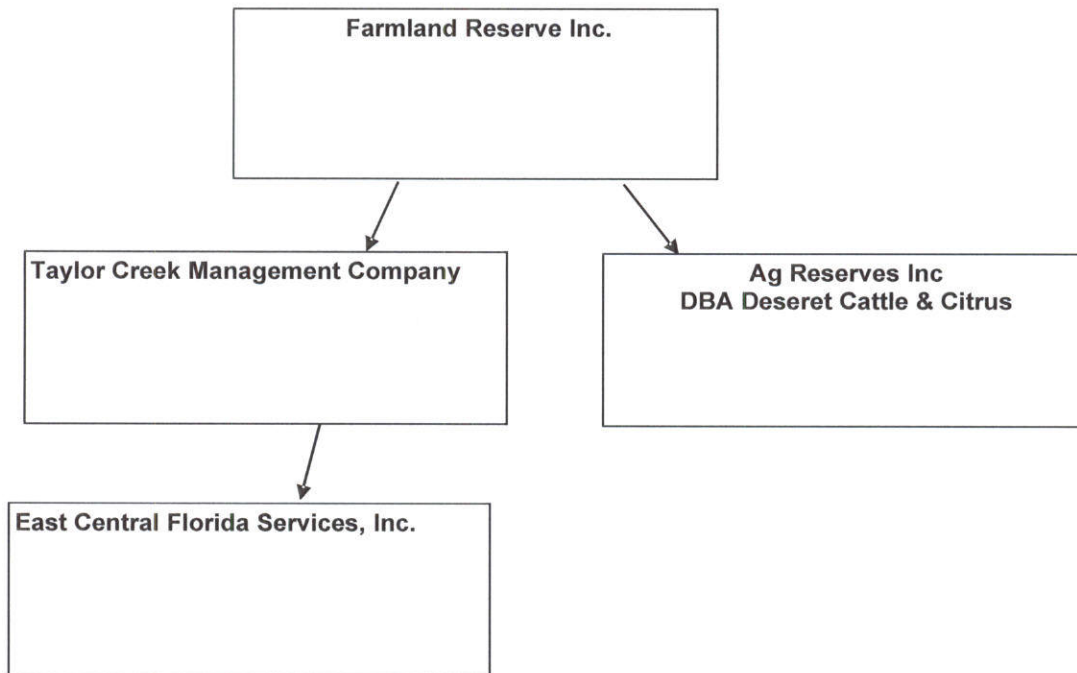 Farmland Reserve Inc.
Taylor Creek Management Company
Ag Reserves Inc
DBA Deseret Cattle & Citrus
East Central Florida Services, Inc.